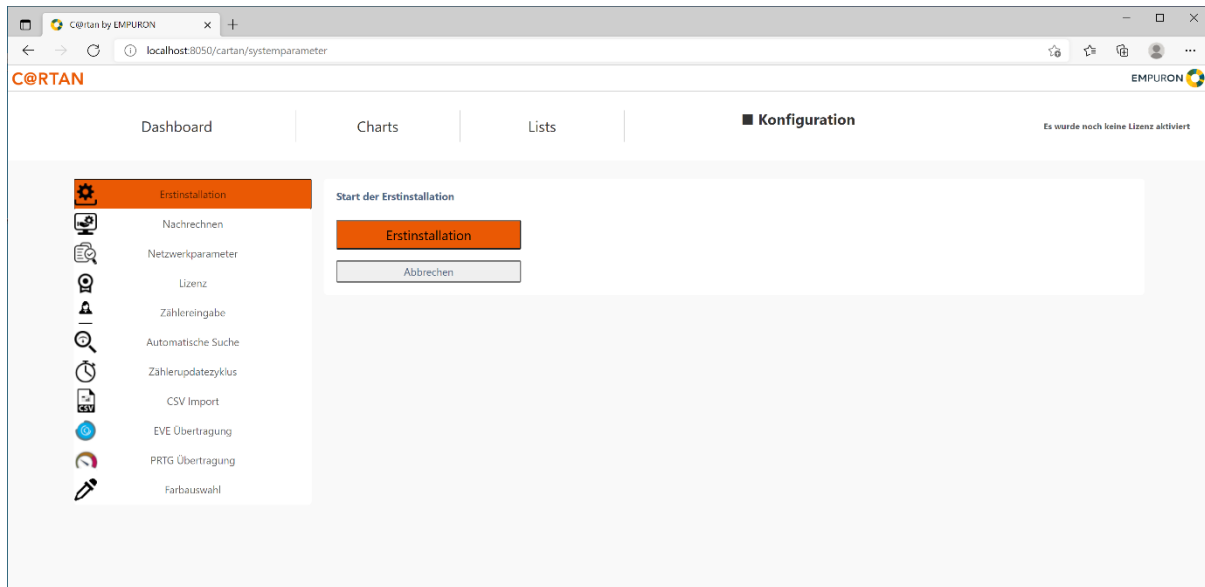 C@rtan by EMPURON
localhost:8050/cartan/systemparameter
C@RTAN
EMPURON
Dashboard
Charts
Lists
Konfiguration
Es wurde noch keine Lizenz aktiviert
Erstinstallation
Nachrechnen
Netzwerkparameter
Lizenz
Zählereingabe
Automatische Suche
Zählerupdatezyklus
CSV Import
CSV
EVE Übertragung
PRTG Übertragung
Farbauswahl
Start der Erstinstallation
Erstinstallation
Abbrechen